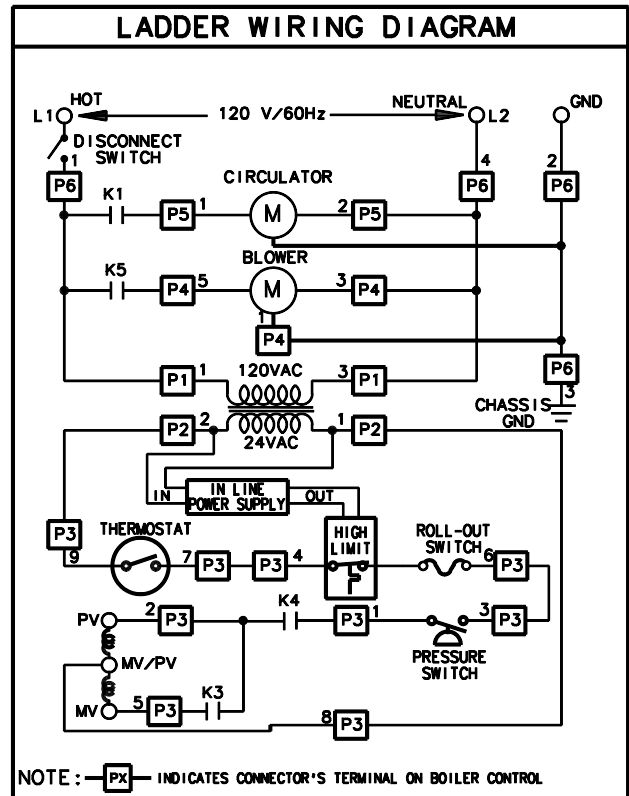 LADDER WIRING DIAGRAM
HOT
L1
120 V/60Hz
NEUTRAL
L2
GND
DISCONNECT
SWITCH
1
4
2
P6
P6
P6
CIRCULATOR
K1
P5
1
M
2
P5
BLOWER
K5
P4
5
M
3
P4
1
P4
120VAC
P1
1
3
P1
P6
3
CHASSIS
GND
P2
2
24VAC
1
P2
IN
IN LINE
POWER SUPPLY
OUT
P3
9
THERMOSTAT
7
P3
P3
4
HIGH
LIMIT
ROLL-OUT
SWITCH
6
P3
PV
2
P3
K4
P3
1
3
P3
PRESSURE
SWITCH
MV/PV
MV
5
P3
K3
8
P3
NOTE:
PX
INDICATES CONNECTOR'S TERMINAL ON BOILER CONTROL